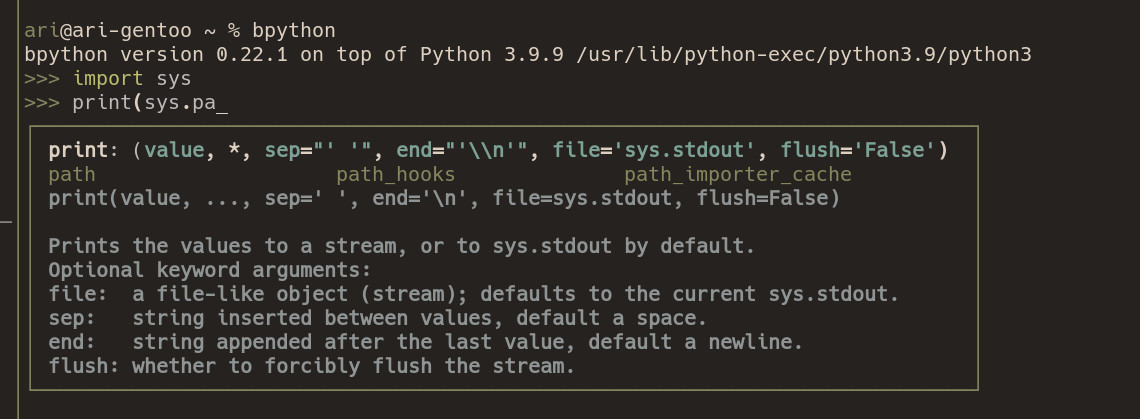 ari@ari-gentoo ~ % bpython
bpython version 0.22.1 on top of Python 3.9.9 /usr/lib/python-exec/python3.9/python3
>>> import sys
>>> print(sys.pa_
print: (value, *, sep="' '", end="'\\n'", file='sys.stdout', flush='False')
path                    path_hooks              path_importer_cache
print(value, ..., sep=' ', end='\n', file=sys.stdout, flush=False)

Prints the values to a stream, or to sys.stdout by default.
Optional keyword arguments:
file:  a file-like object (stream); defaults to the current sys.stdout.
sep:   string inserted between values, default a space.
end:   string appended after the last value, default a newline.
flush: whether to forcibly flush the stream.